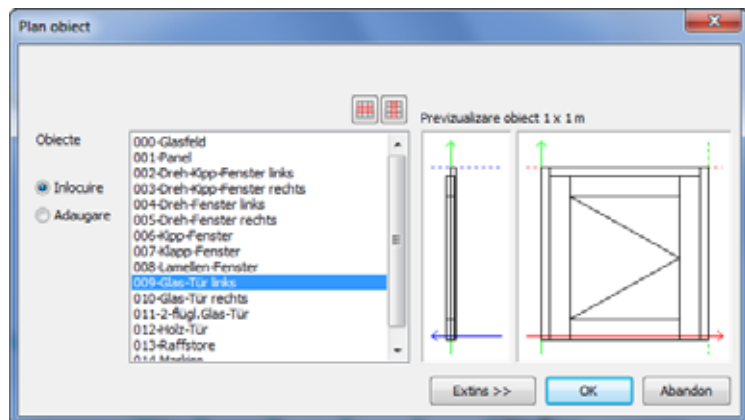 Plan obiect
Previzualizare obiect 1 x 1 m
Obiecte
Inlocuire
Adaugare
000-Glasfeld
001-Panel
002-Dreh-Kipp-Fenster links
003-Dreh-Kipp-Fenster rechts
004-Dreh-Fenster links
005-Dreh-Fenster rechts
006-Kipp-Fenster
007-Klapp-Fenster
008-Lamellen-Fenster
009-Glas-Tür links
010-Glas-Tür rechts
011-2-flügl.Glas-Tür
012-Holz-Tür
013-Raffstore
Extins >>
OK
Abandon